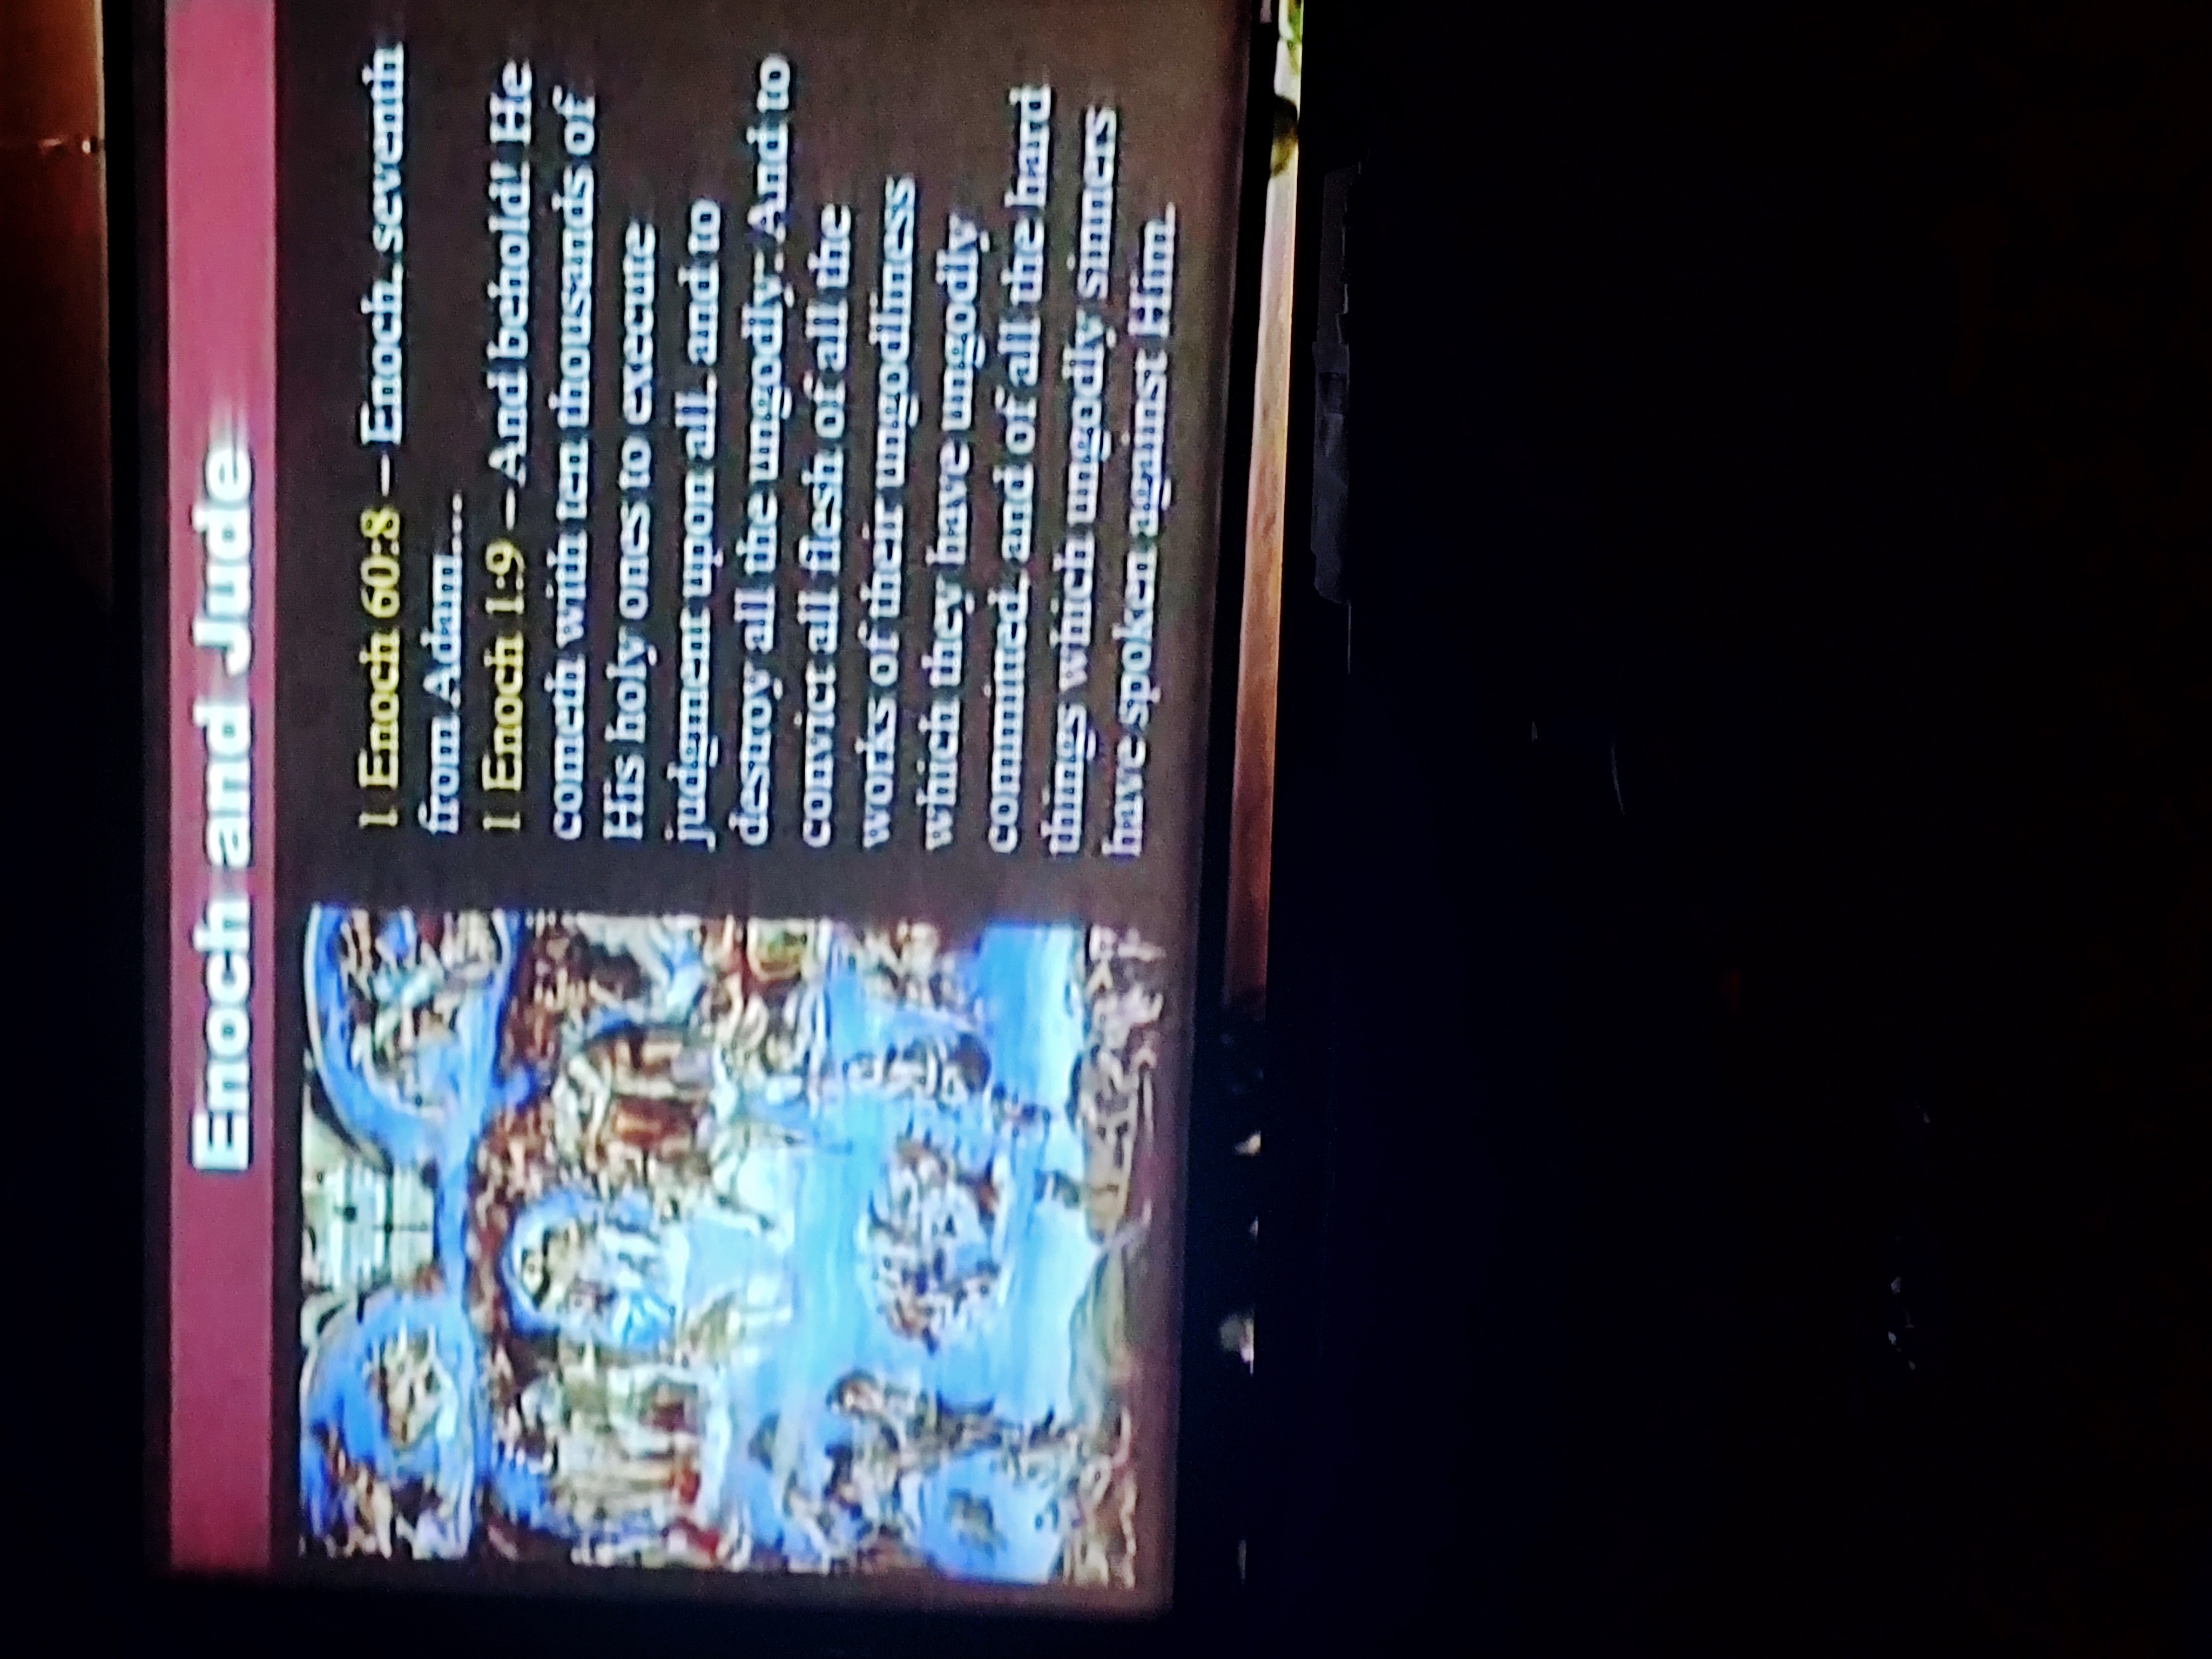 Enoch and Jude
1 Enoch 60:8 – Enoch, seventh
from Adam…
1 Enoch 1:9 –And behold! He
cometh with ten thousands of
His holy ones to execute
judgment upon all, and to
destroy all the ungodly: And to
convict all flesh of all the
works of their ungodliness
which they have ungodly
committed, and of all the hard
things which ungodly sinners
have spoken against Him.